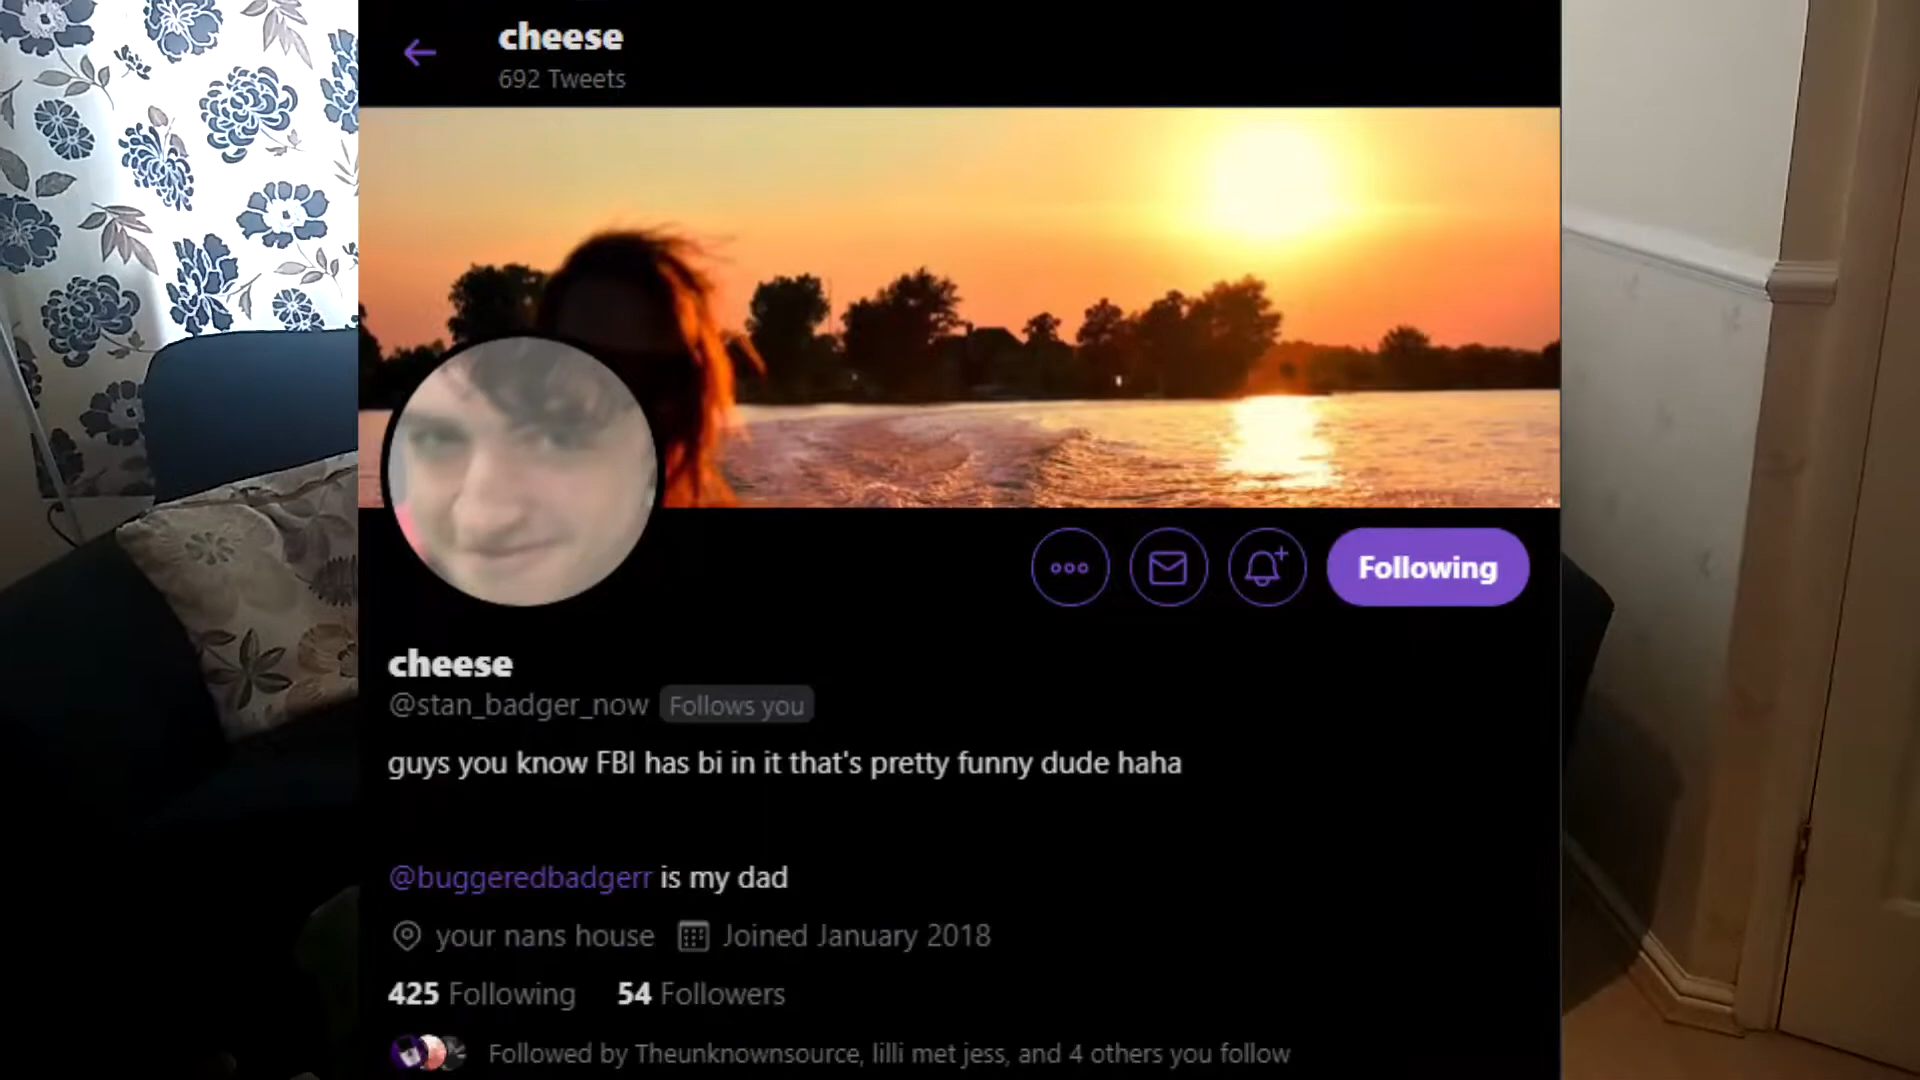 cheese
692 Tweets
Following
cheese
@stan_badger_now Follows you
guys you know FBI has bi in it that's pretty funny dude haha
@buggeredbadgerr is my dad
your nans house Joined January 2018
425 Following 54 Followers
Followed by Theunknownsource, lilli met jess, and 4 others you follow